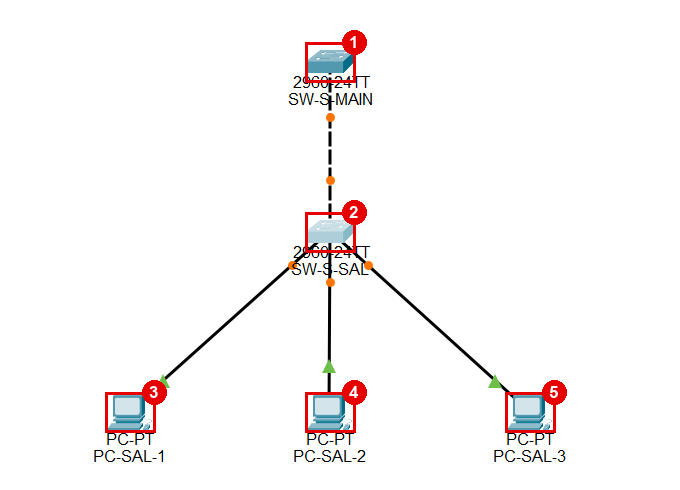 1
2960-24TT
SW-S-MAIN
2
2960-24TT
SW-S-SAL
3
4
5
PC-PT
PC-SAL-1
PC-PT
PC-SAL-2
PC-PT
PC-SAL-3